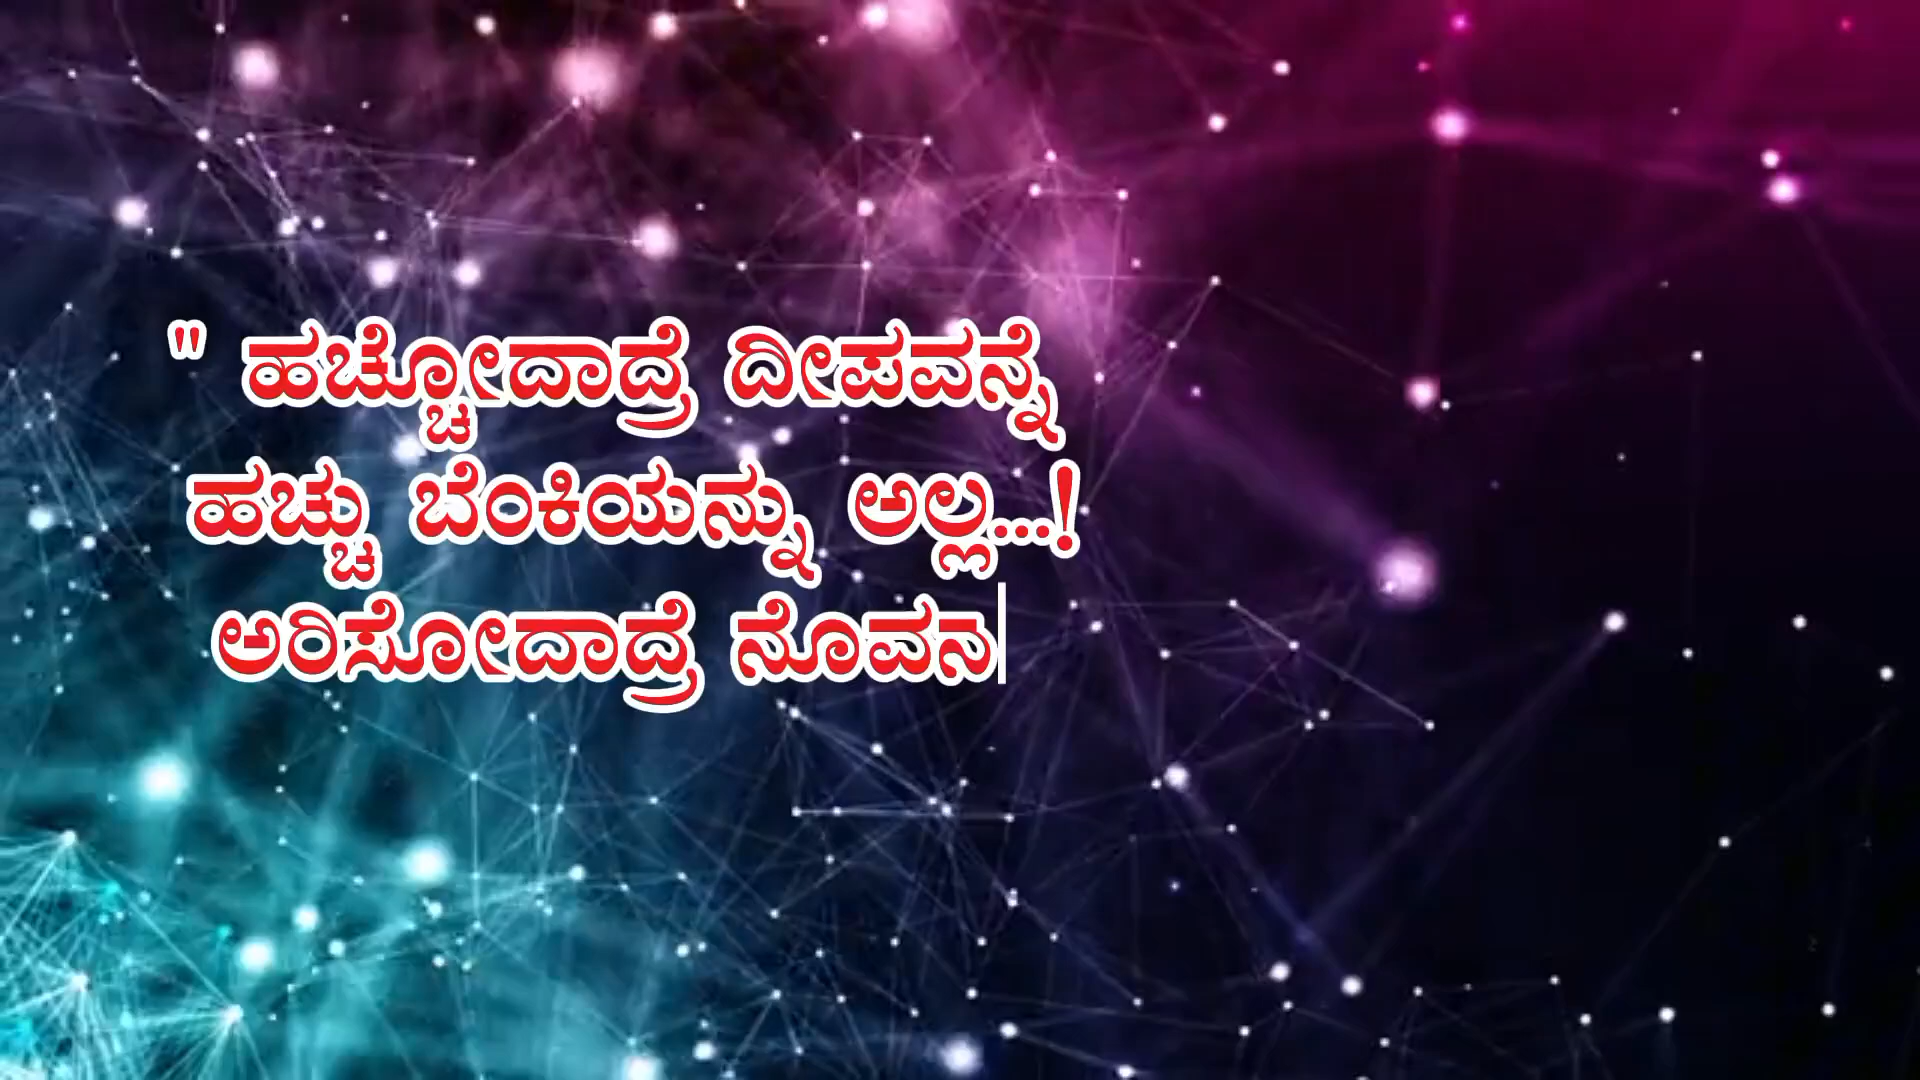 " ಹಚ್ಚೋದಾದ್ರೆ ದೀಪವನ್ನೆ
ಹಚ್ಚು ಬೆಂಕಿಯನ್ನು ಅಲ್ಲ...!
ಅರಿಸೋದಾದ್ರೆ ನೊವನ